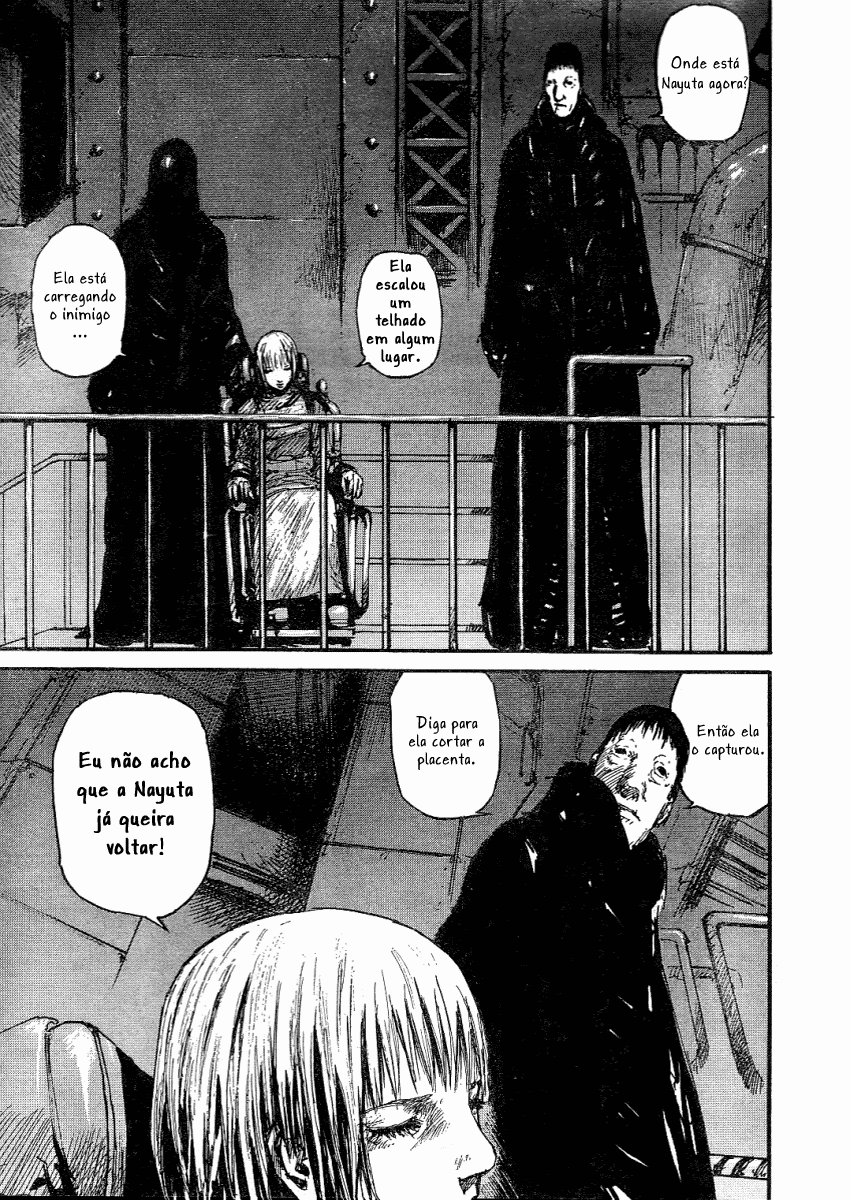 Onde está
Nayuta agora?
Ela
escalou
um
telhado
em algum
lugar.
Ela está
carregando
o inimigo
...
Então ela
o capturou.
Diga para
ela cortar a
placenta.
Eu não acho
que a Nayuta
já queira
voltar!